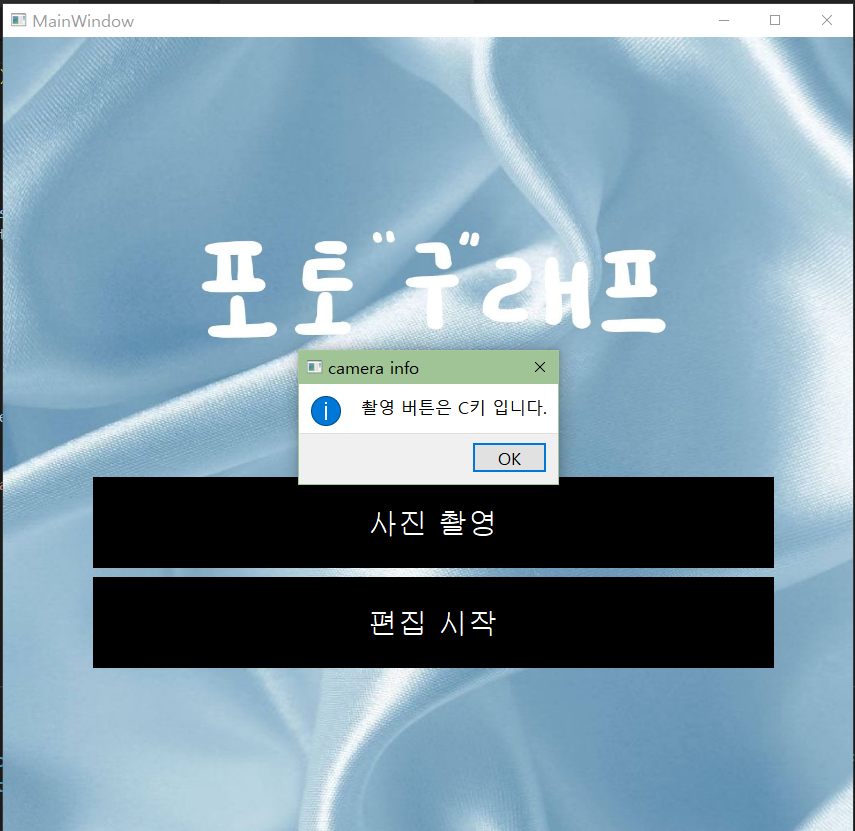 MainWindow
포토"구"래프
camera info
촬영 버튼은 C키 입니다.
OK
사진 촬영
편집 시작